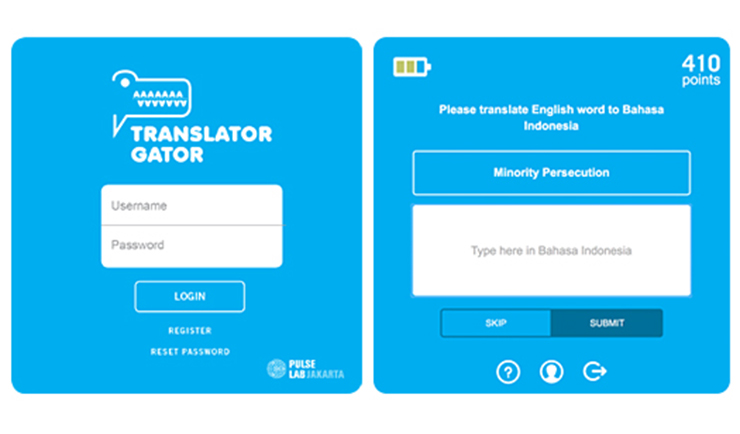 TRANSLATOR
GATOR
Username
Password
LOGIN
REGISTER
RESET PASSWORD
PULSE
LAB JAKARTA
410
points
Please translate English word to Bahasa
Indonesia
Minority Persecution
Type here in Bahasa Indonesia
SKIP
SUBMIT
?